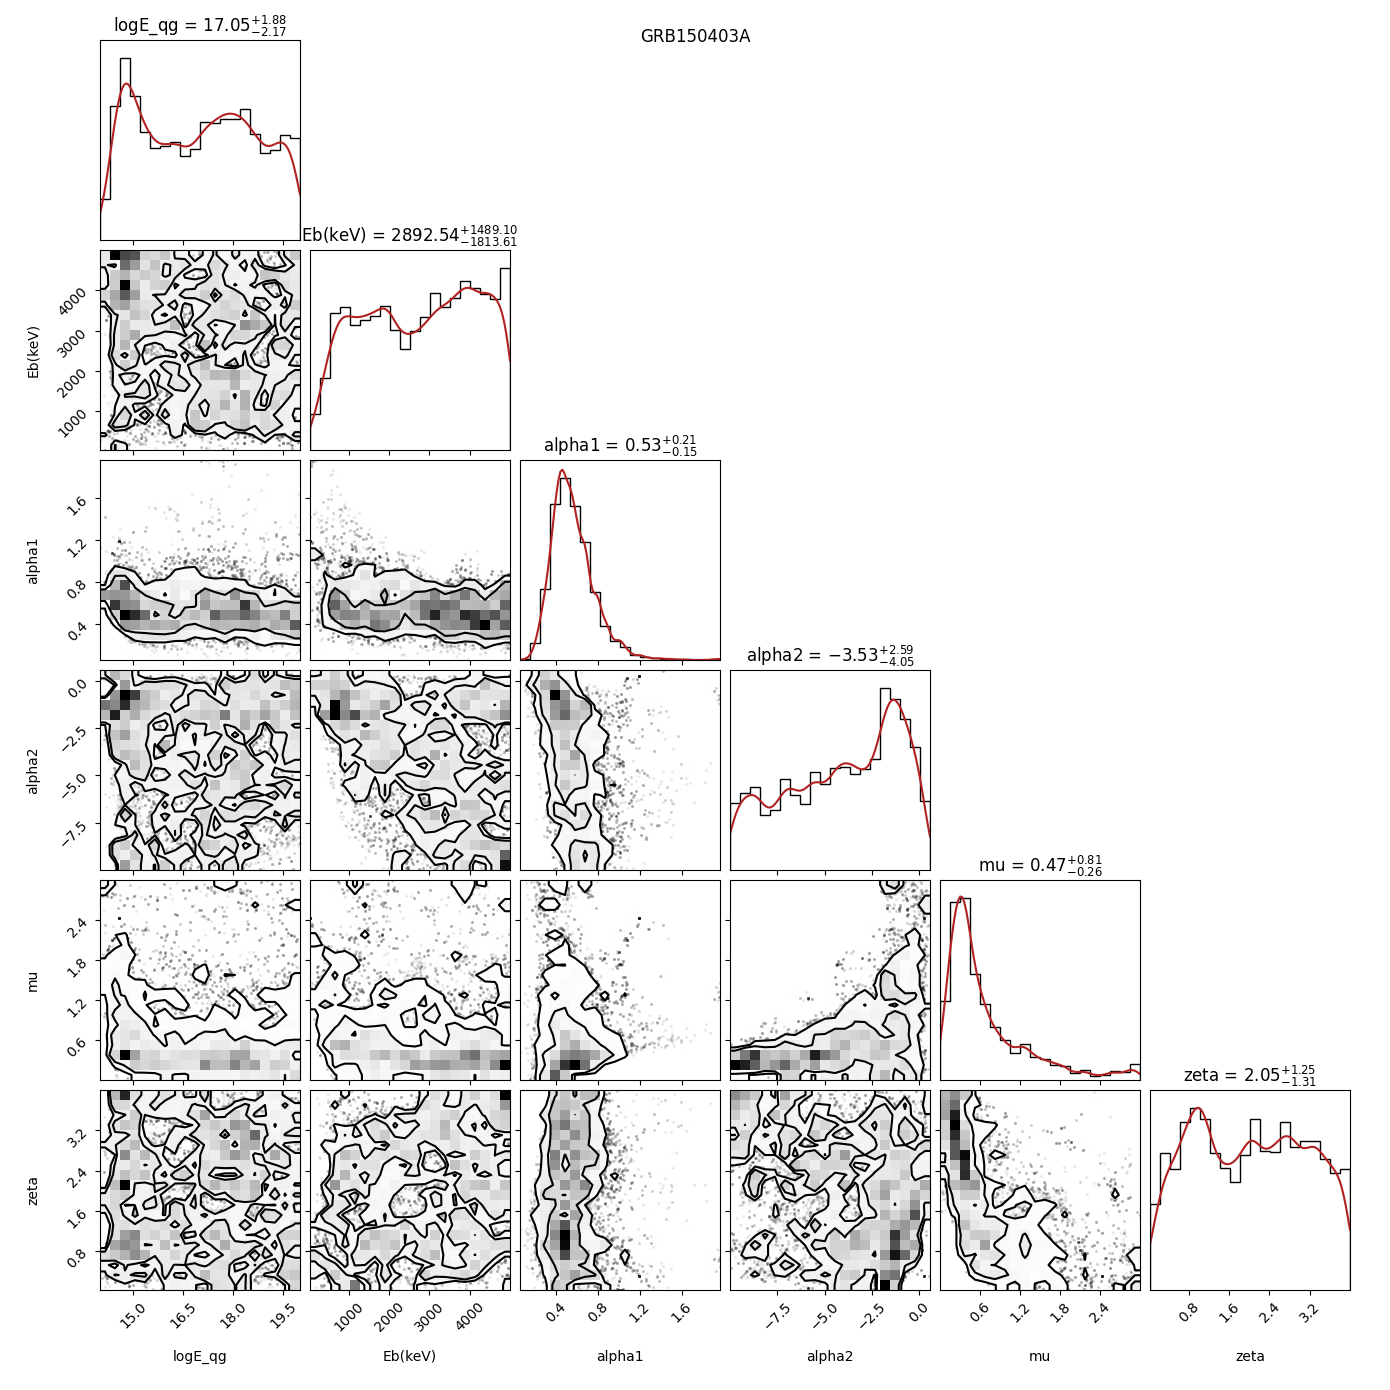 GRB150403A
logE_qg = 17.05^{+1.88}_{−2.17}
Eb(keV) = 2892.54^{+1489.10}_{−1813.61}
4000
3000
2000
1000
Eb(keV)
alpha1 = 0.53^{+0.21}_{−0.15}
1.6
1.2
0.8
0.4
alpha1
alpha2 = −3.53^{+2.59}_{−4.05}
0.0
−2.5
−5.0
−7.5
alpha2
mu = 0.47^{+0.81}_{−0.26}
2.4
1.8
1.2
0.6
mu
zeta = 2.05^{+1.25}_{−1.31}
3.2
2.4
1.6
0.8
zeta
15.0 16.5 18.0 19.5 1000 2000 3000 4000 0.4 0.8 1.2 1.6 −7.5 −5.0 −2.5 0.0 0.6 1.2 1.8 2.4 0.8 1.6 2.4 3.2
logE_qg Eb(keV) alpha1 alpha2 mu zeta